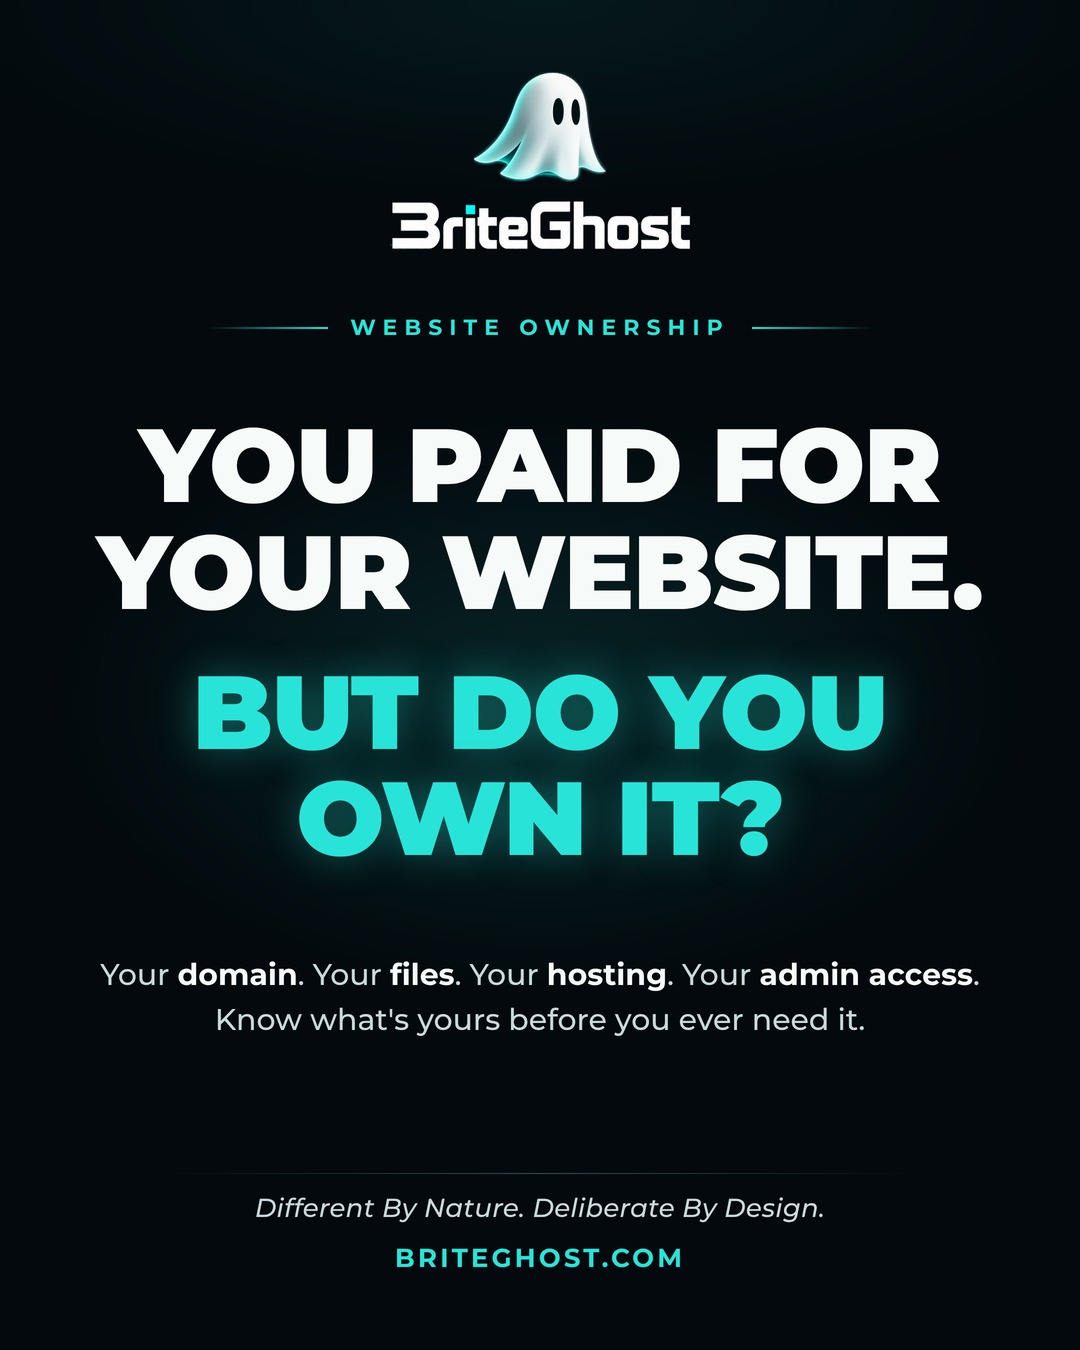 BriteGhost
WEBSITE OWNERSHIP
YOU PAID FOR
YOUR WEBSITE.
BUT DO YOU
OWN IT?
Your domain. Your files. Your hosting. Your admin access.
Know what's yours before you ever need it.
Different By Nature. Deliberate By Design.
BRITEGHOST.COM